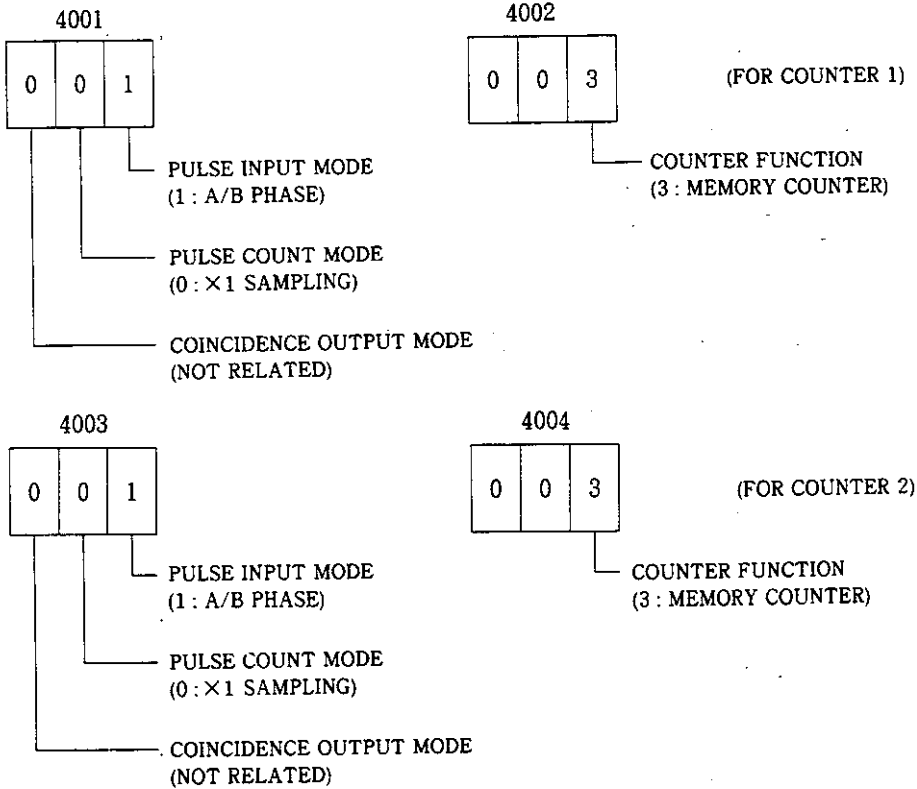 4001
4002
0 0 1
0 0 3
(FOR COUNTER 1)
PULSE INPUT MODE
(1 : A/B PHASE)
COUNTER FUNCTION
(3 : MEMORY COUNTER)
PULSE COUNT MODE
(0 : ×1 SAMPLING)
COINCIDENCE OUTPUT MODE
(NOT RELATED)
4003
4004
0 0 1
0 0 3
(FOR COUNTER 2)
PULSE INPUT MODE
(1 : A/B PHASE)
COUNTER FUNCTION
(3 : MEMORY COUNTER)
PULSE COUNT MODE
(0 : ×1 SAMPLING)
COINCIDENCE OUTPUT MODE
(NOT RELATED)